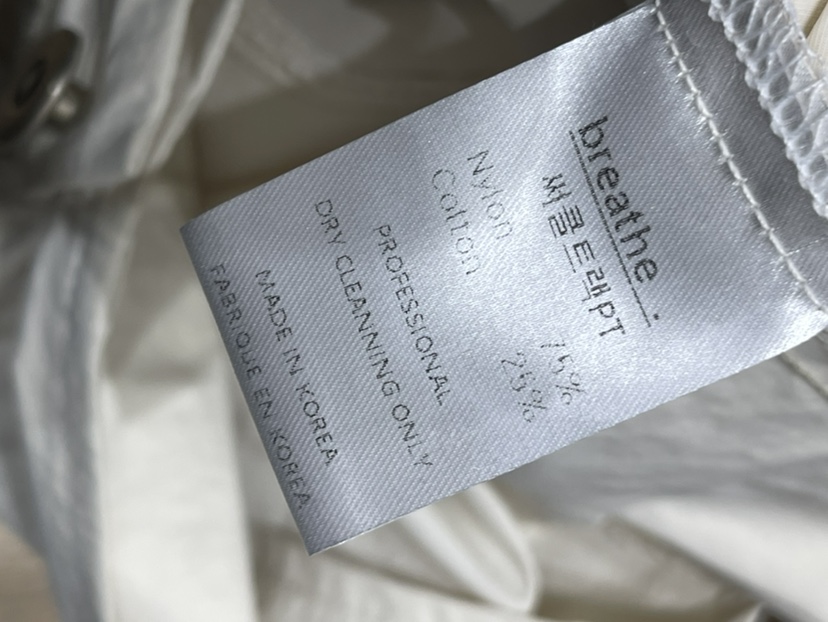 breathe.
써클트랙PT
Nylon 75%
Cotton 25%
PROFESSIONAL
DRY CLEANNING ONLY
MADE IN KOREA
FABRIQUE EN KOREA